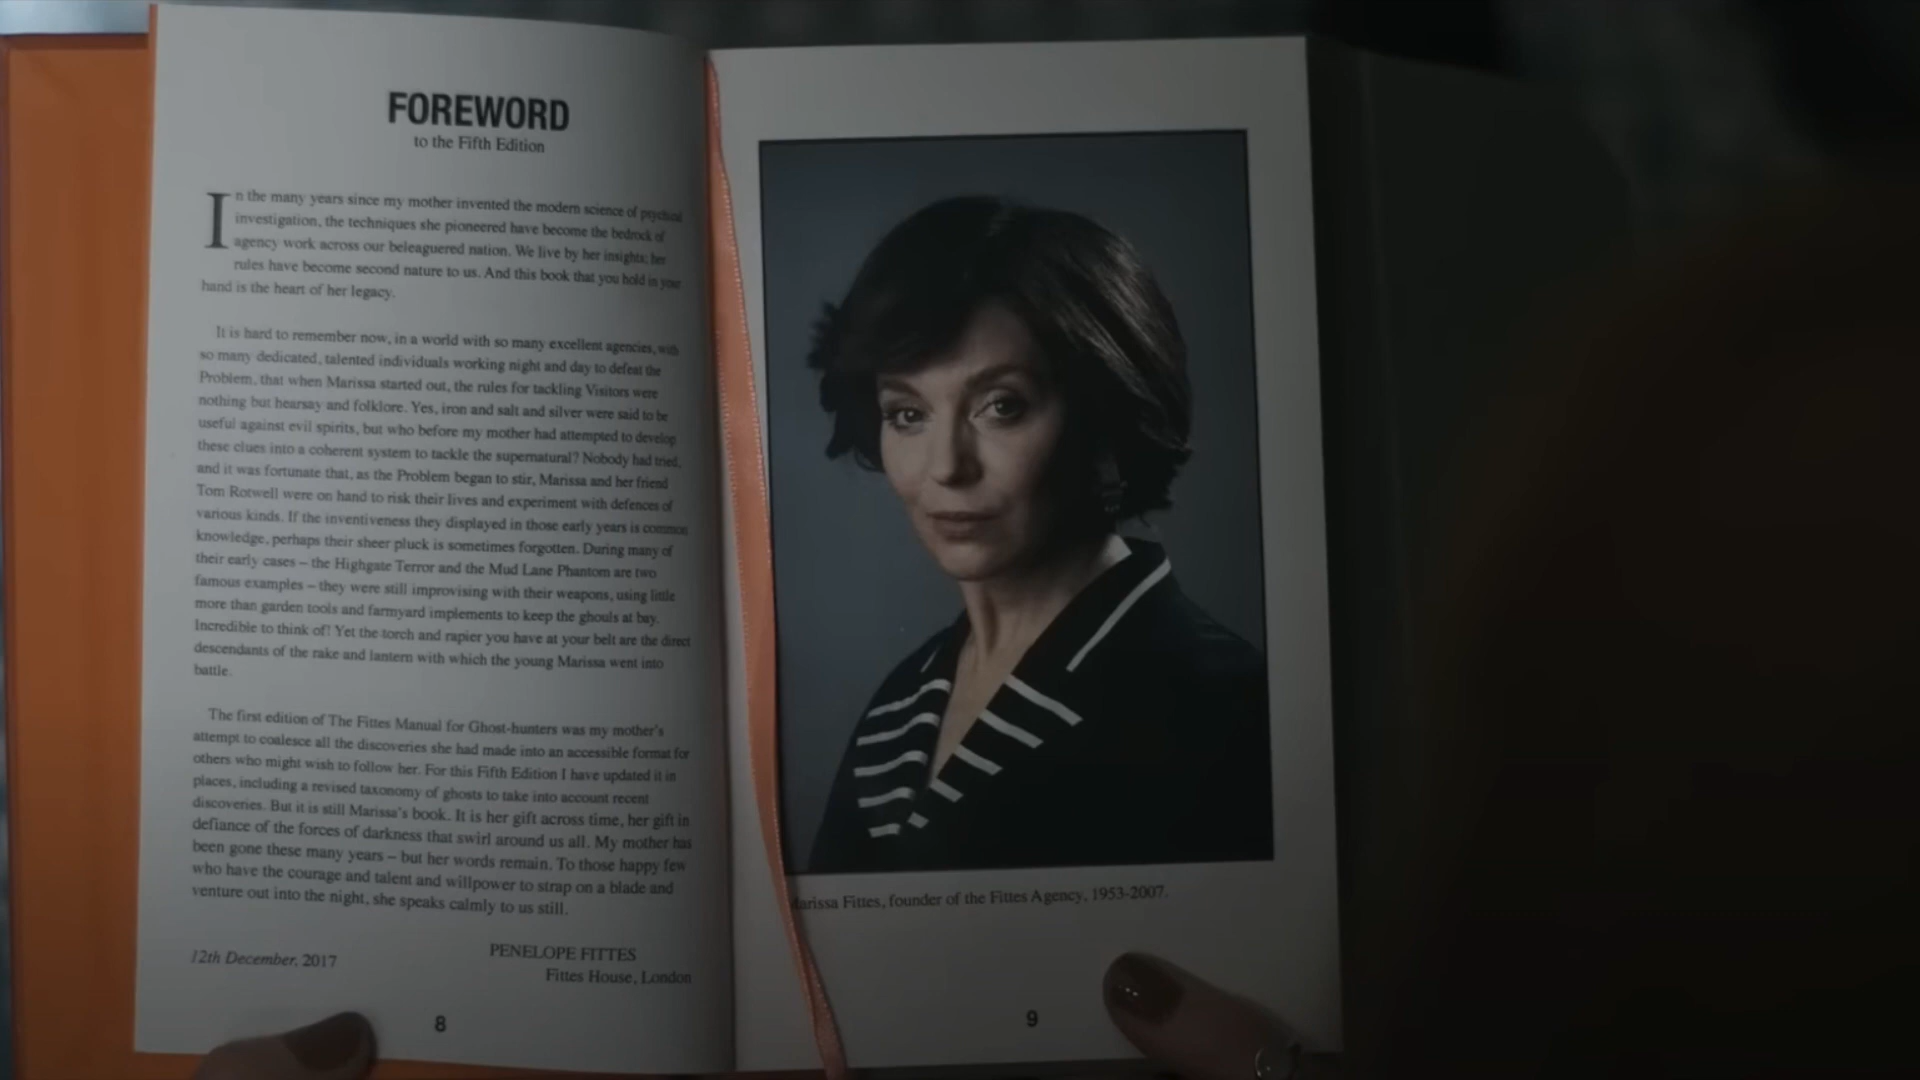 FOREWORD
to the Fifth Edition
In the many years since my mother invented the modern science of psychical
investigation, the techniques she pioneered have become the bedrock of
agency work across our beleaguered nation. We live by her insights; her
rules have become second nature to us. And this book that you hold in your
hand is the heart of her legacy.
It is hard to remember now, in a world with so many excellent agencies, with
so many dedicated, talented individuals working night and day to defeat the
Problem, that when Marissa started out, the rules for tackling Visitors were
nothing but hearsay and folklore. Yes, iron and salt and silver were said to be
useful against evil spirits, but who before my mother had attempted to develop
these clues into a coherent system to tackle the supernatural? Nobody had tried,
and it was fortunate that, as the Problem began to stir, Marissa and her friend
Tom Rotwell were on hand to risk their lives and experiment with defences of
various kinds. If the inventiveness they displayed in those early years is common
knowledge, perhaps their sheer pluck is sometimes forgotten. During many of
their early cases – the Highgate Terror and the Mud Lane Phantom are two
famous examples – they were still improvising with their weapons, using little
more than garden tools and farmyard implements to keep the ghouls at bay.
Incredible to think of! Yet the torch and rapier you have at your belt are the direct
descendants of the rake and lantern with which the young Marissa went into
battle.
The first edition of The Fittes Manual for Ghost-hunters was my mother's
attempt to coalesce all the discoveries she had made into an accessible format for
others who might wish to follow her. For this Fifth Edition I have updated it in
places, including a revised taxonomy of ghosts to take into account recent
discoveries. But it is still Marissa's book. It is her gift across time, her gift in
defiance of the forces of darkness that swirl around us all. My mother has
been gone these many years – but her words remain. To those happy few
who have the courage and talent and willpower to strap on a blade and
venture out into the night, she speaks calmly to us still.
12th December, 2017
PENELOPE FITTES
Fittes House, London
8
Marissa Fittes, founder of the Fittes Agency, 1953-2007.
9